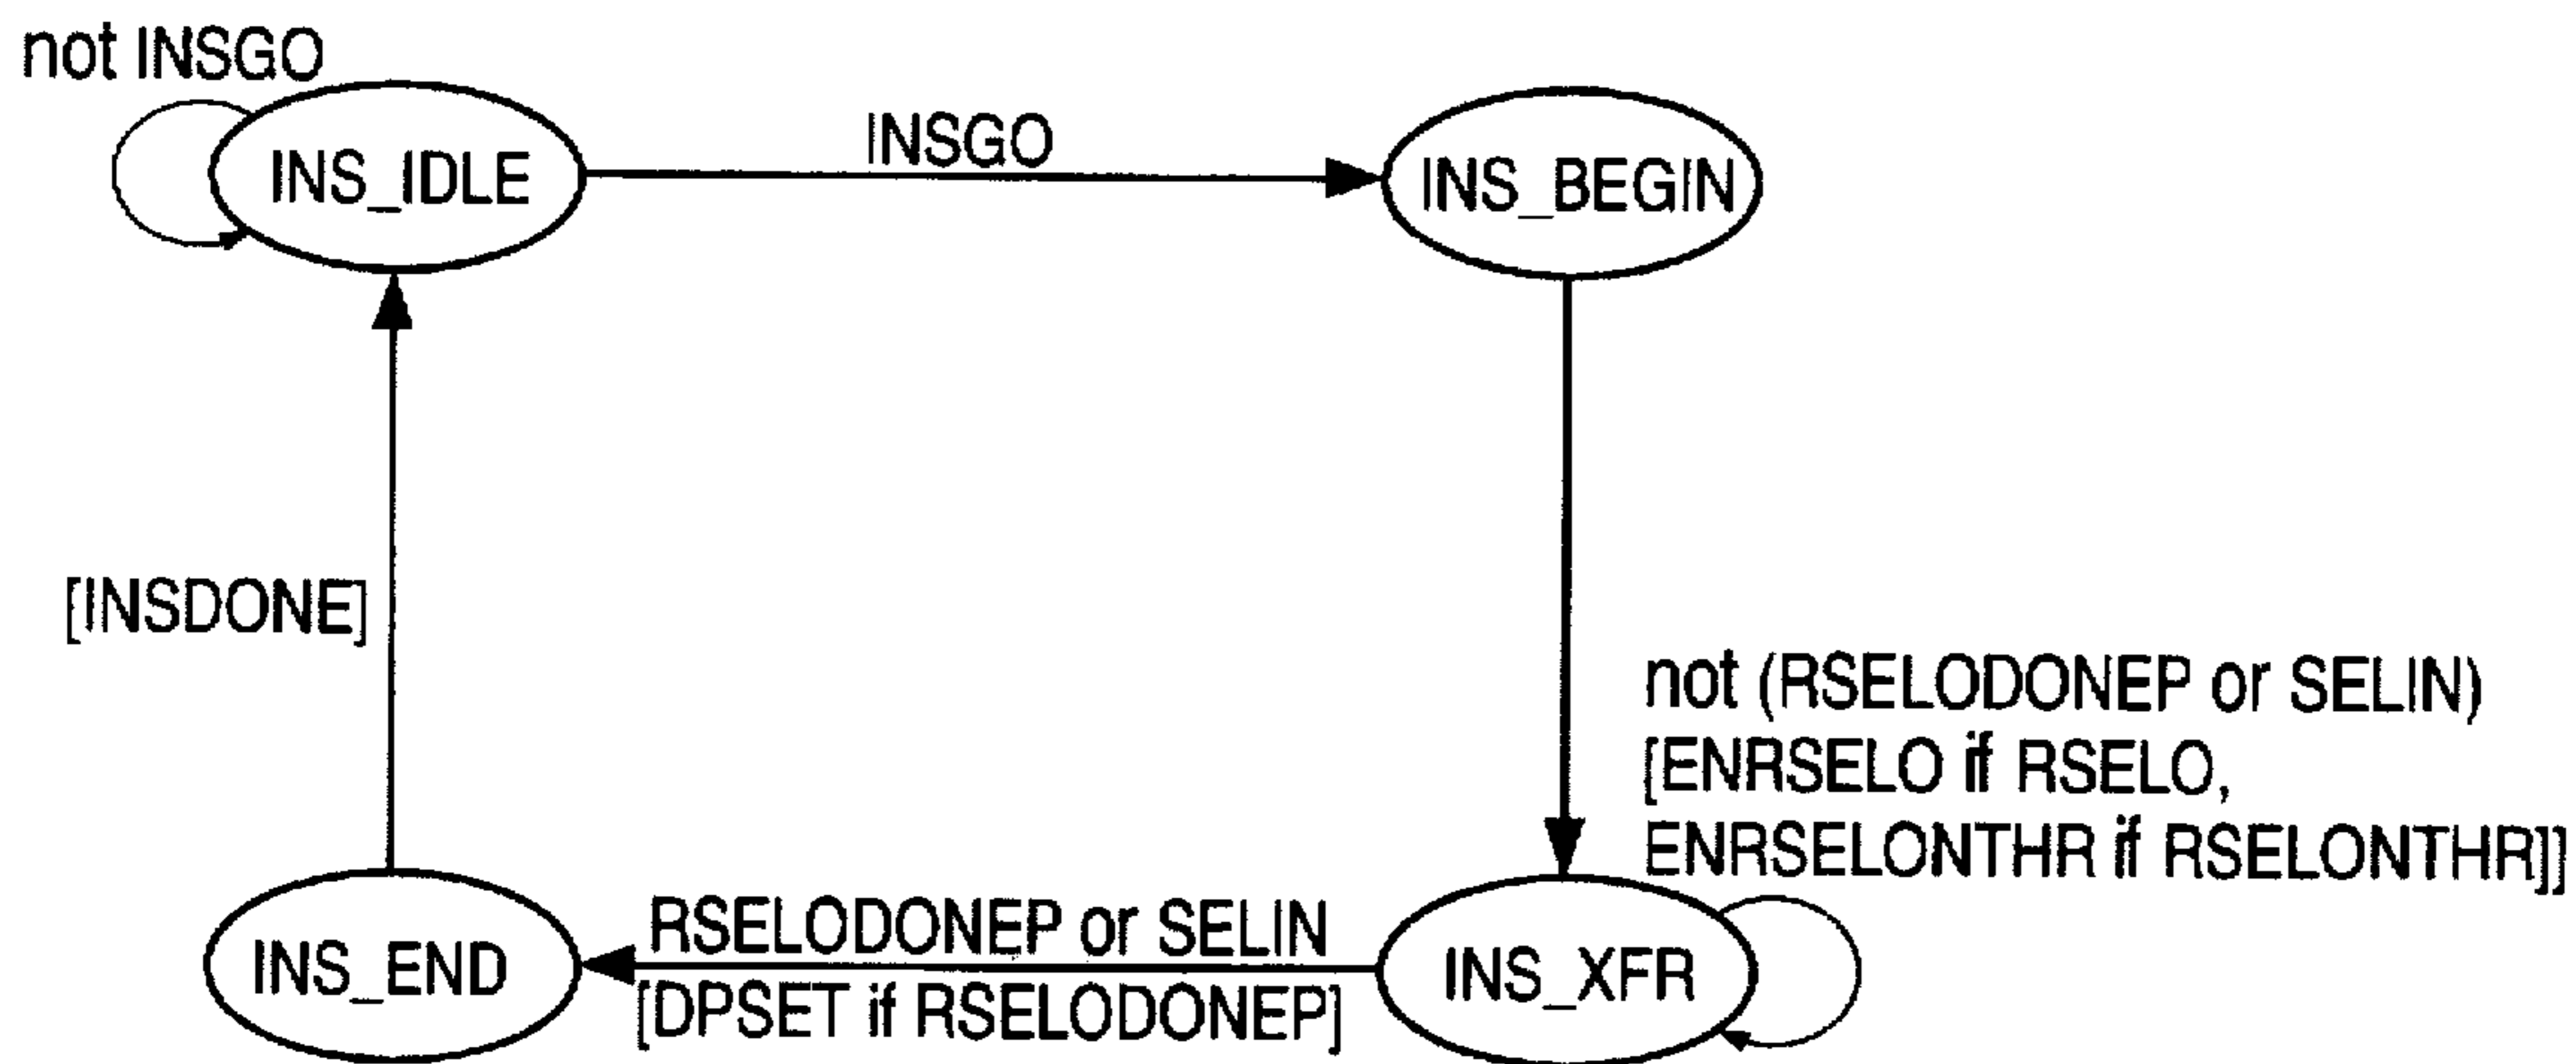 not INSGO
INS_IDLE
INSGO
INS_BEGIN
[INSDONE]
not (RSELODONEP or SELIN)
[ENRSELO if RSELO,
ENRSELONTHR if RSELONTHR]]
INS_END
RSELODONEP or SELIN
[DPSET if RSELODONEP]
INS_XFR